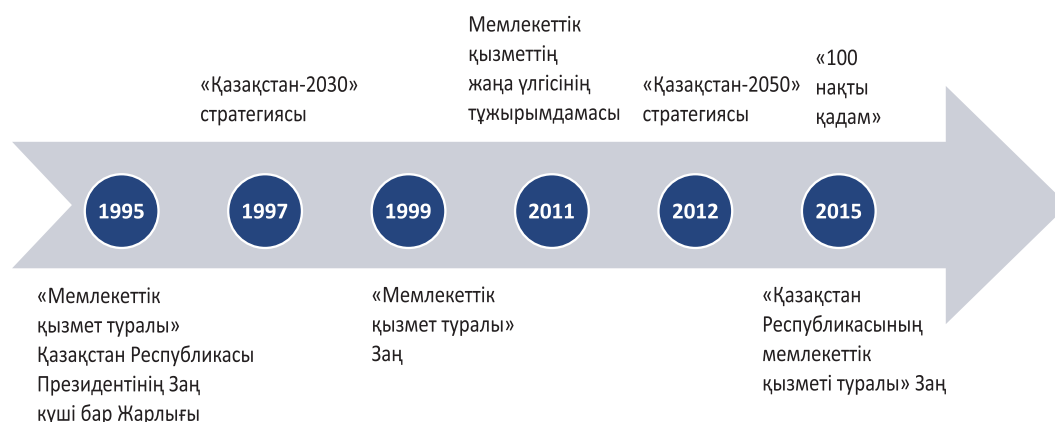 «Қазақстан-2030»
стратегиясы
Мемлекеттік
қызметтің
жаңа үлгісінің
тұжырымдамасы
«Қазақстан-2050»
стратегиясы
«100
нақты
қадам»
1995
1997
1999
2011
2012
2015
«Мемлекеттік
қызмет туралы»
Қазақстан Республикасы
Президентінің Заң
күші бар Жарлығы
«Мемлекеттік
қызмет туралы»
Заң
«Қазақстан
Республикасының
мемлекеттік
қызметі туралы» Заң